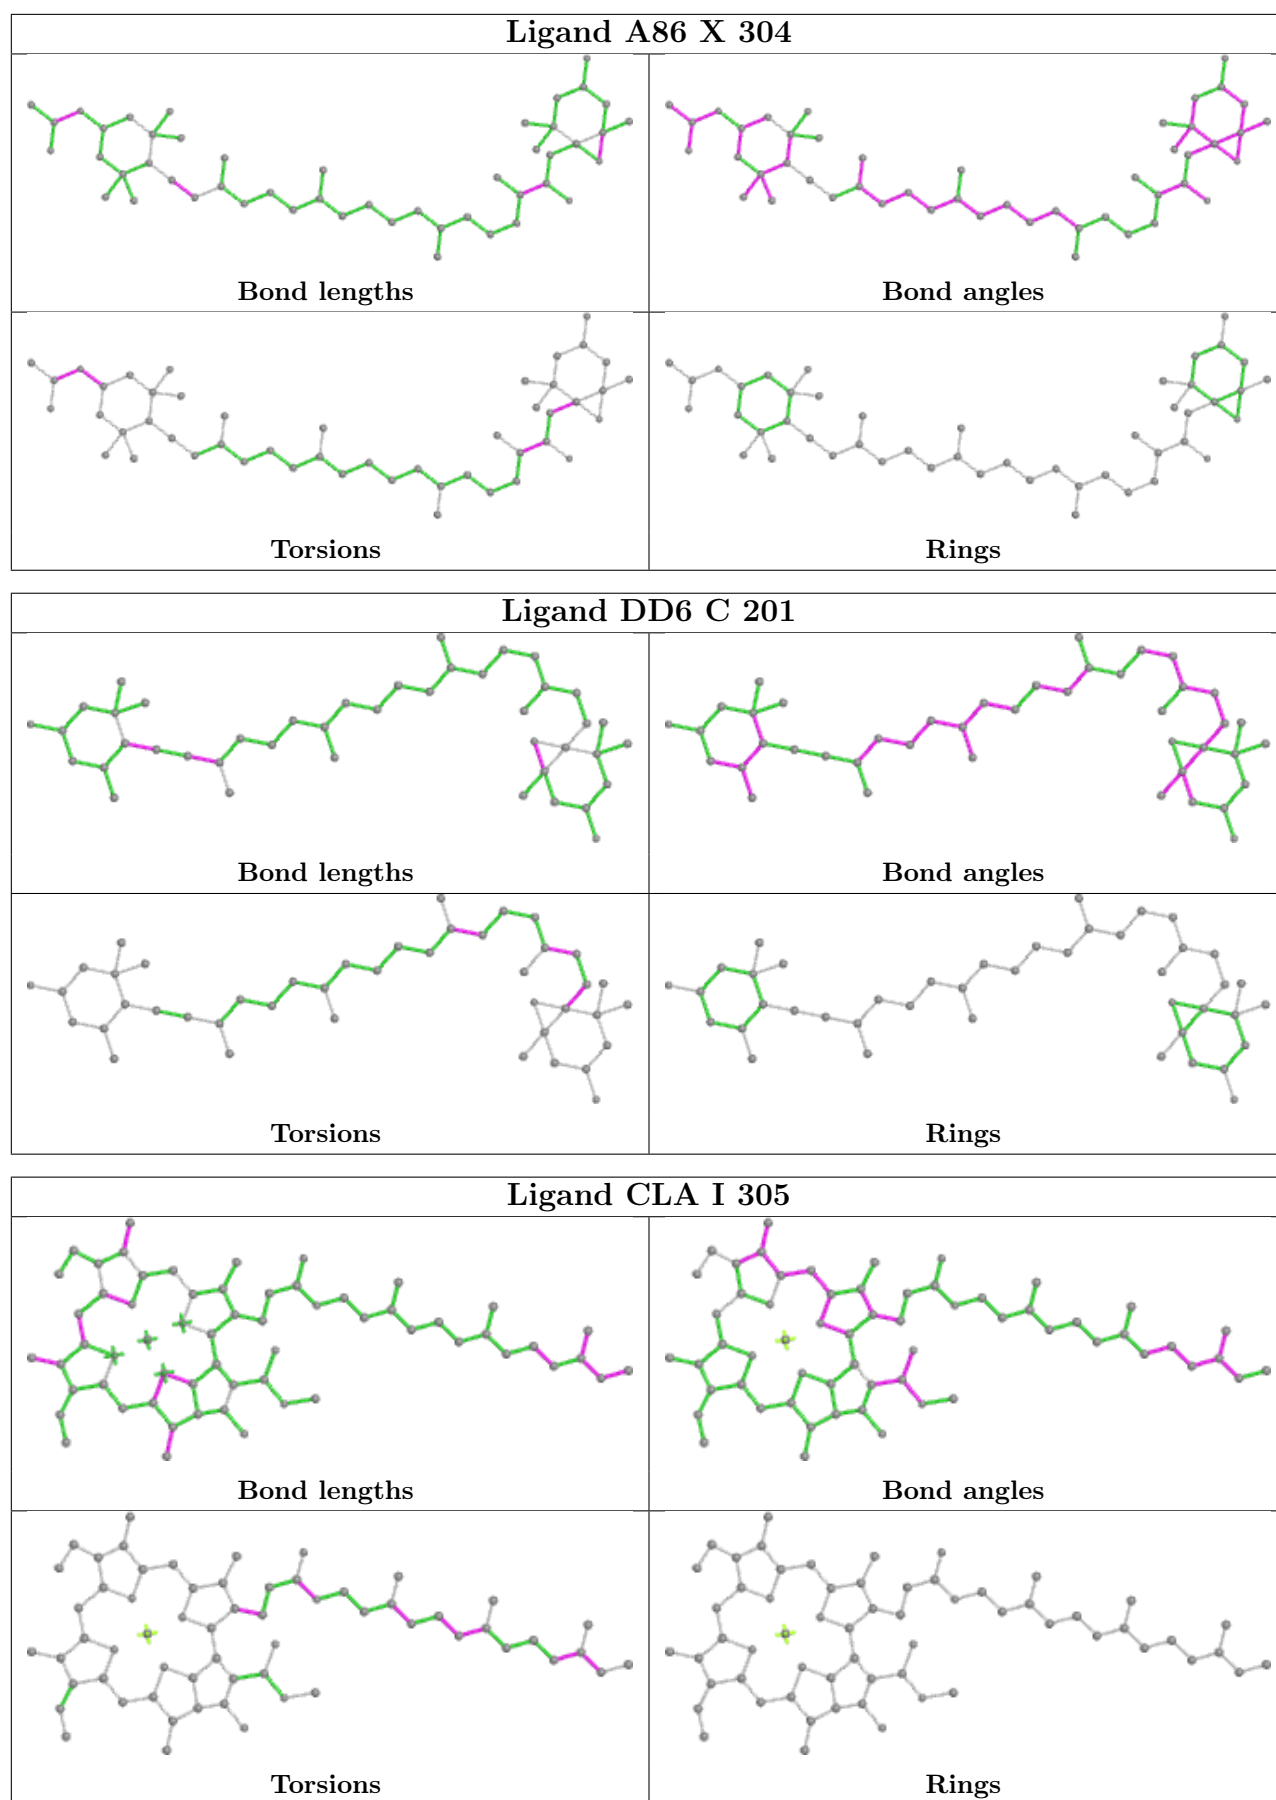 Ligand A86 X 304
Bond lengths
Bond angles
Torsions
Rings
Ligand DD6 C 201
Bond lengths
Bond angles
Torsions
Rings
Ligand CLA I 305
Bond lengths
Bond angles
Torsions
Rings